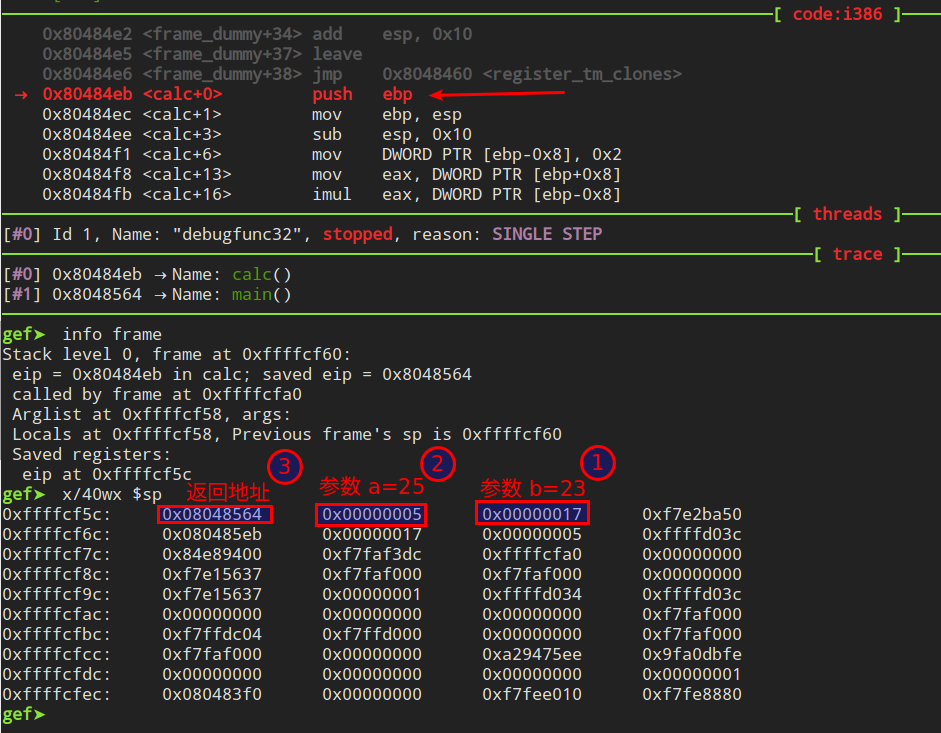 [ code:i386 ]
0x80484e2 <frame_dummy+34> add esp, 0x10
0x80484e5 <frame_dummy+37> leave
0x80484e6 <frame_dummy+38> jmp 0x8048460 <register_tm_clones>
→ 0x80484eb <calc+0> push ebp
0x80484ec <calc+1> mov ebp, esp
0x80484ee <calc+3> sub esp, 0x10
0x80484f1 <calc+6> mov DWORD PTR [ebp-0x8], 0x2
0x80484f8 <calc+13> mov eax, DWORD PTR [ebp+0x8]
0x80484fb <calc+16> imul eax, DWORD PTR [ebp-0x8]
[ threads ]
[#0] Id 1, Name: "debugfunc32", stopped, reason: SINGLE STEP
[ trace ]
[#0] 0x80484eb → Name: calc()
[#1] 0x8048564 → Name: main()
gef➤ info frame
Stack level 0, frame at 0xffffcf60:
eip = 0x80484eb in calc; saved eip = 0x8048564
called by frame at 0xffffcfa0
Arglist at 0xffffcf58, args:
Locals at 0xffffcf58, Previous frame's sp is 0xffffcf60
Saved registers:
eip at 0xffffcf5c
③ ② ①
gef➤ x/40wx $sp 返回地址 参数 a=25 参数 b=23
0xffffcf5c: 0x08048564 0x00000005 0x00000017 0xf7e2ba50
0xffffcf6c: 0x080485eb 0x00000017 0x00000005 0xffffd03c
0xffffcf7c: 0x84e89400 0xf7faf3dc 0xffffcfa0 0x00000000
0xffffcf8c: 0xf7e15637 0xf7faf000 0xf7faf000 0x00000000
0xffffcf9c: 0xf7e15637 0x00000001 0xffffd034 0xffffd03c
0xffffcfac: 0x00000000 0x00000000 0x00000000 0xf7faf000
0xffffcfbc: 0xf7ffdc04 0xf7ffd000 0x00000000 0xf7faf000
0xffffcfcc: 0xf7faf000 0x00000000 0xa29475ee 0x9fa0dbfe
0xffffcfdc: 0x00000000 0x00000000 0x00000000 0x00000001
0xffffcfec: 0x080483f0 0x00000000 0xf7fee010 0xf7fe8880
gef➤